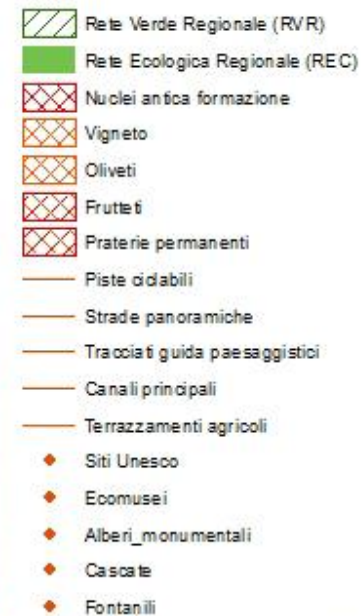 Rete Verde Regionale (RVR)
Rete Ecologica Regionale (REC)
Nuclei antica formazione
Vigneto
Oliveti
Frutteti
Praterie permanenti
Piste ciclabili
Strade panoramiche
Tracciati guida paesaggistici
Canali principali
Terrazzamenti agricoli
Siti Unesco
Ecomusei
Alberi_monumentali
Cascate
Fontanili